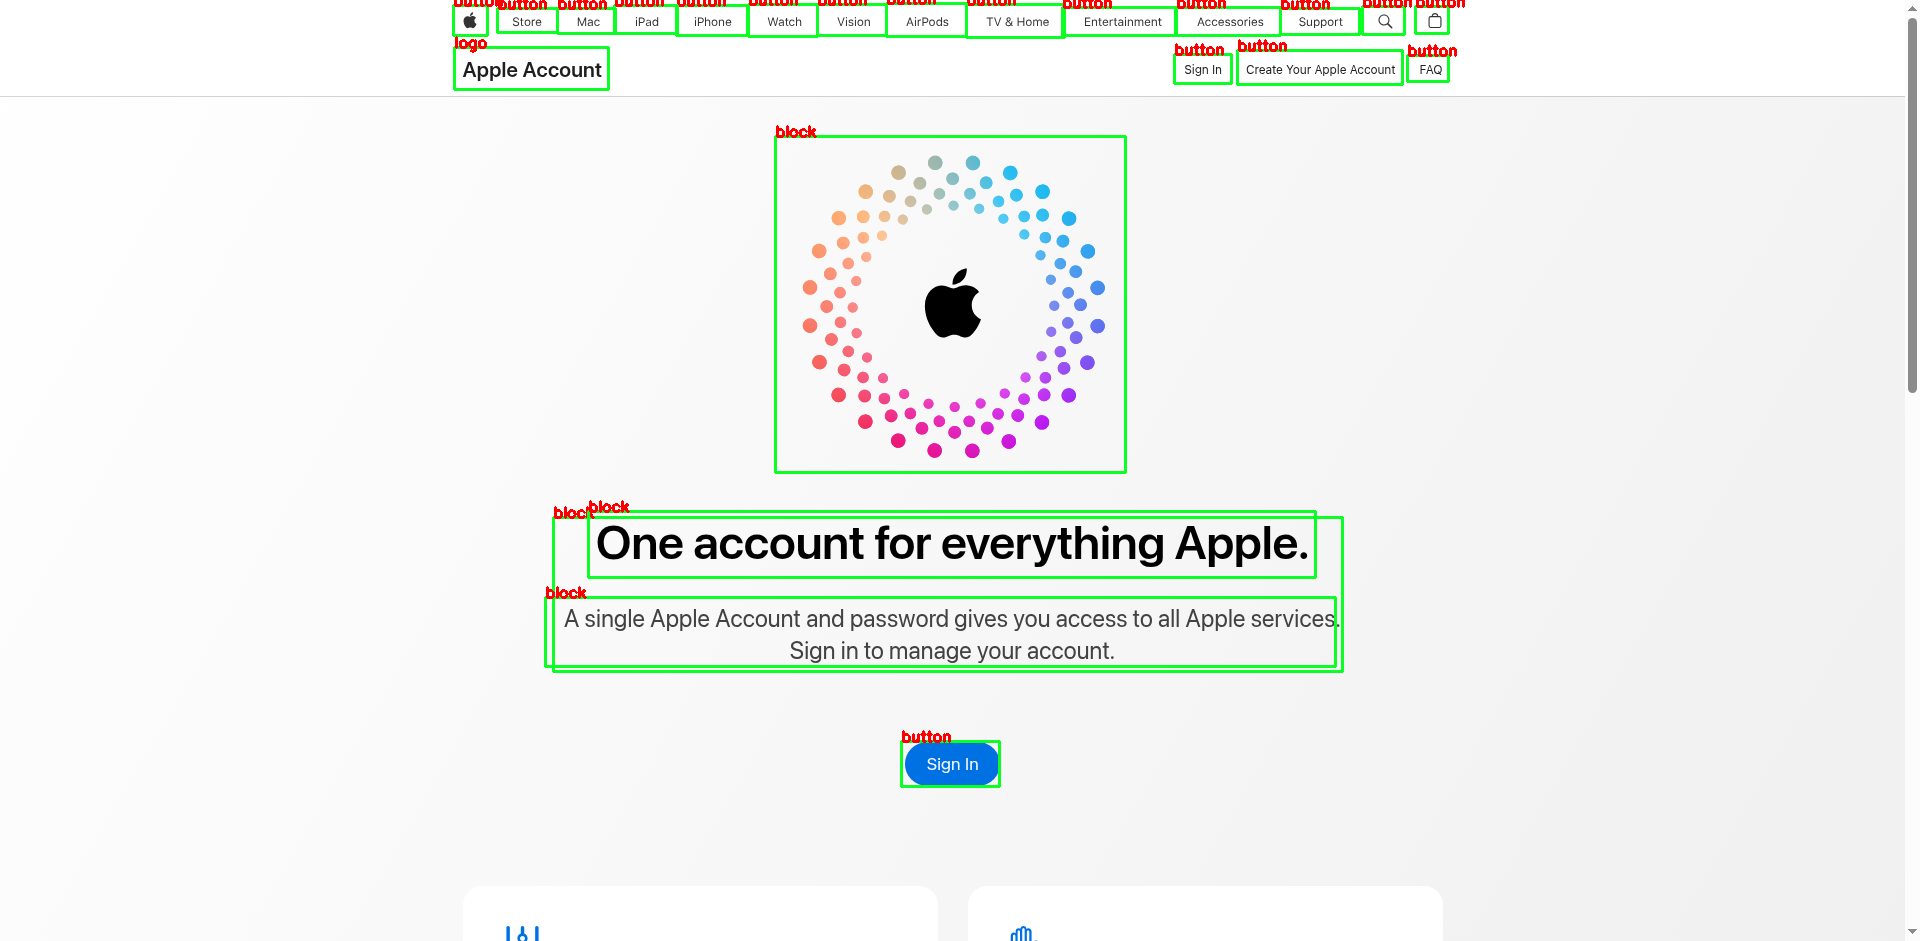 button button button button button button button button button button button button button button
Store Mac iPad iPhone Watch Vision AirPods TV & Home Entertainment Accessories Support
logo button button button
Apple Account Sign In Create Your Apple Account FAQ
block
block block
One account for everything Apple.
block
A single Apple Account and password gives you access to all Apple services.
Sign in to manage your account.
button
Sign In